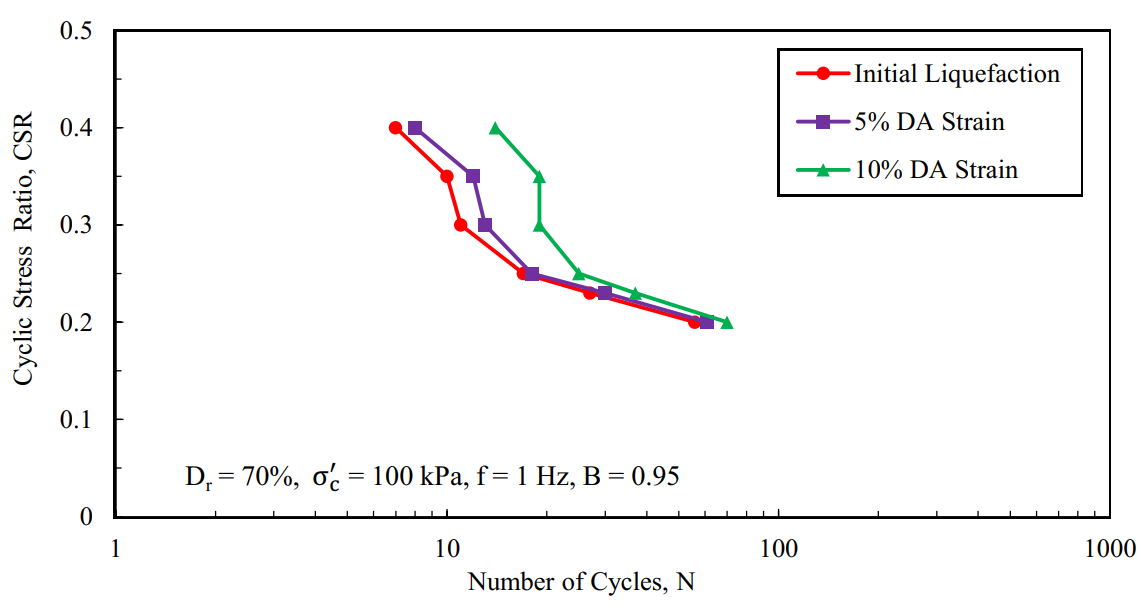 0.5
0.4
0.3
0.2
0.1
0
Cyclic Stress Ratio, CSR
Initial Liquefaction
5% DA Strain
10% DA Strain
Dᵣ = 70%, σ′c = 100 kPa, f = 1 Hz, B = 0.95
1 10 100 1000
Number of Cycles, N